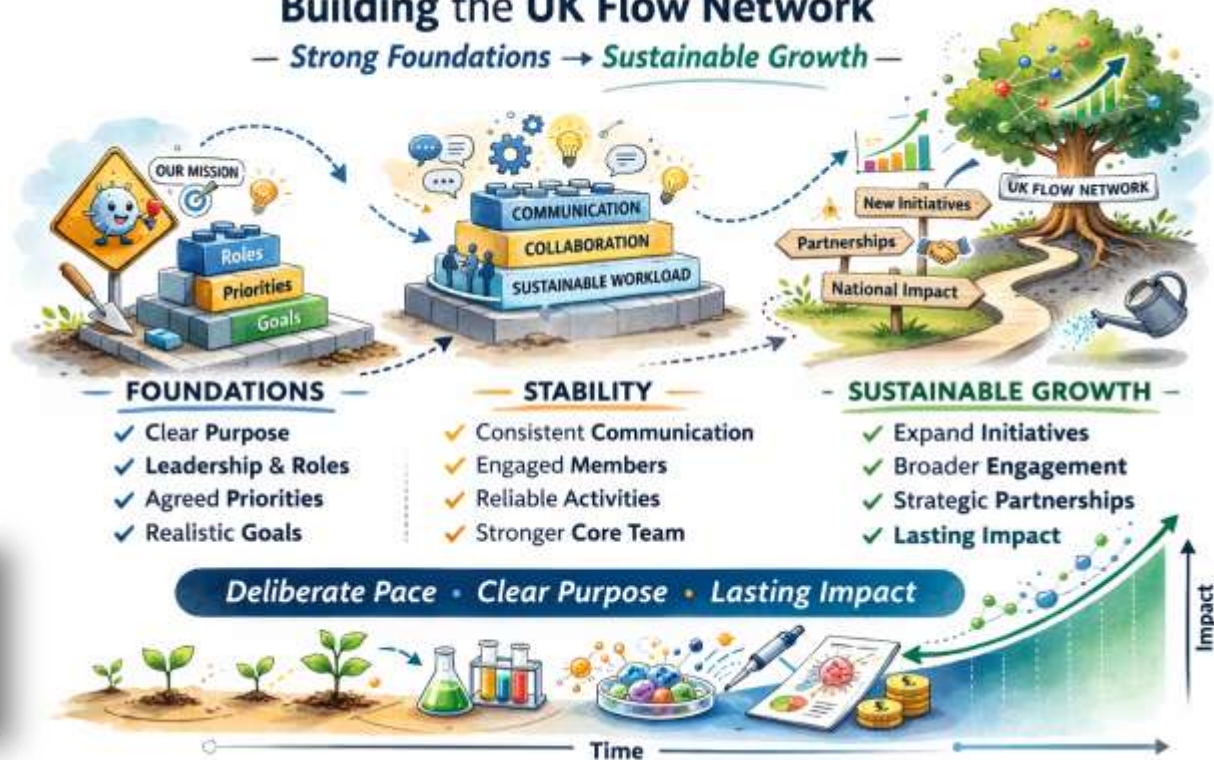 Building the UK Flow Network
— Strong Foundations → Sustainable Growth —
OUR MISSION
Roles
Priorities
Goals
COMMUNICATION
COLLABORATION
SUSTAINABLE WORKLOAD
New Initiatives
Partnerships
National Impact
UK FLOW NETWORK
FOUNDATIONS
✓ Clear Purpose
✓ Leadership & Roles
✓ Agreed Priorities
✓ Realistic Goals
STABILITY
✓ Consistent Communication
✓ Engaged Members
✓ Reliable Activities
✓ Stronger Core Team
SUSTAINABLE GROWTH
✓ Expand Initiatives
✓ Broader Engagement
✓ Strategic Partnerships
✓ Lasting Impact
Deliberate Pace • Clear Purpose • Lasting Impact
Impact
Time